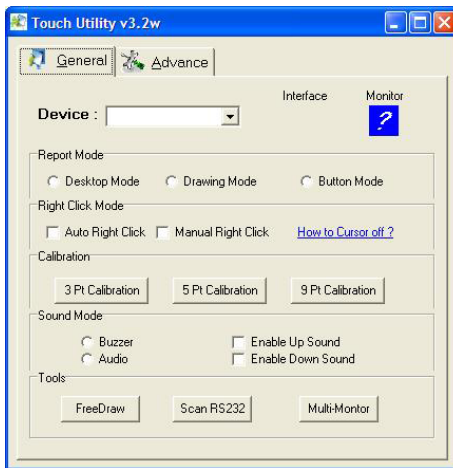 Touch Utility v3.2w
General Advance
Interface Monitor
Device :
?
Report Mode
Desktop Mode Drawing Mode Button Mode
Right Click Mode
Auto Right Click Manual Right Click How to Cursor off ?
Calibration
3 Pt Calibration 5 Pt Calibration 9 Pt Calibration
Sound Mode
Buzzer Enable Up Sound
Audio Enable Down Sound
Tools
FreeDraw Scan RS232 Multi-Montor